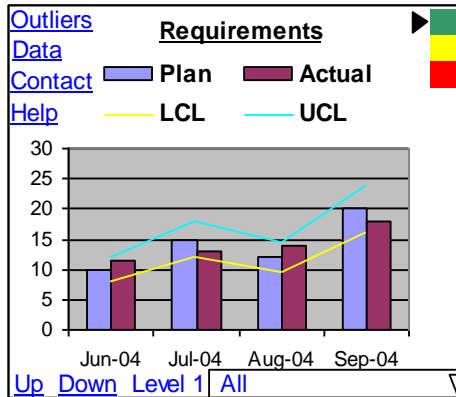 Outliers
Requirements
Data
Contact
Plan
Actual
Help
LCL
UCL
30
25
20
15
10
5
0
Jun-04 Jul-04 Aug-04 Sep-04
Up Down Level 1 All